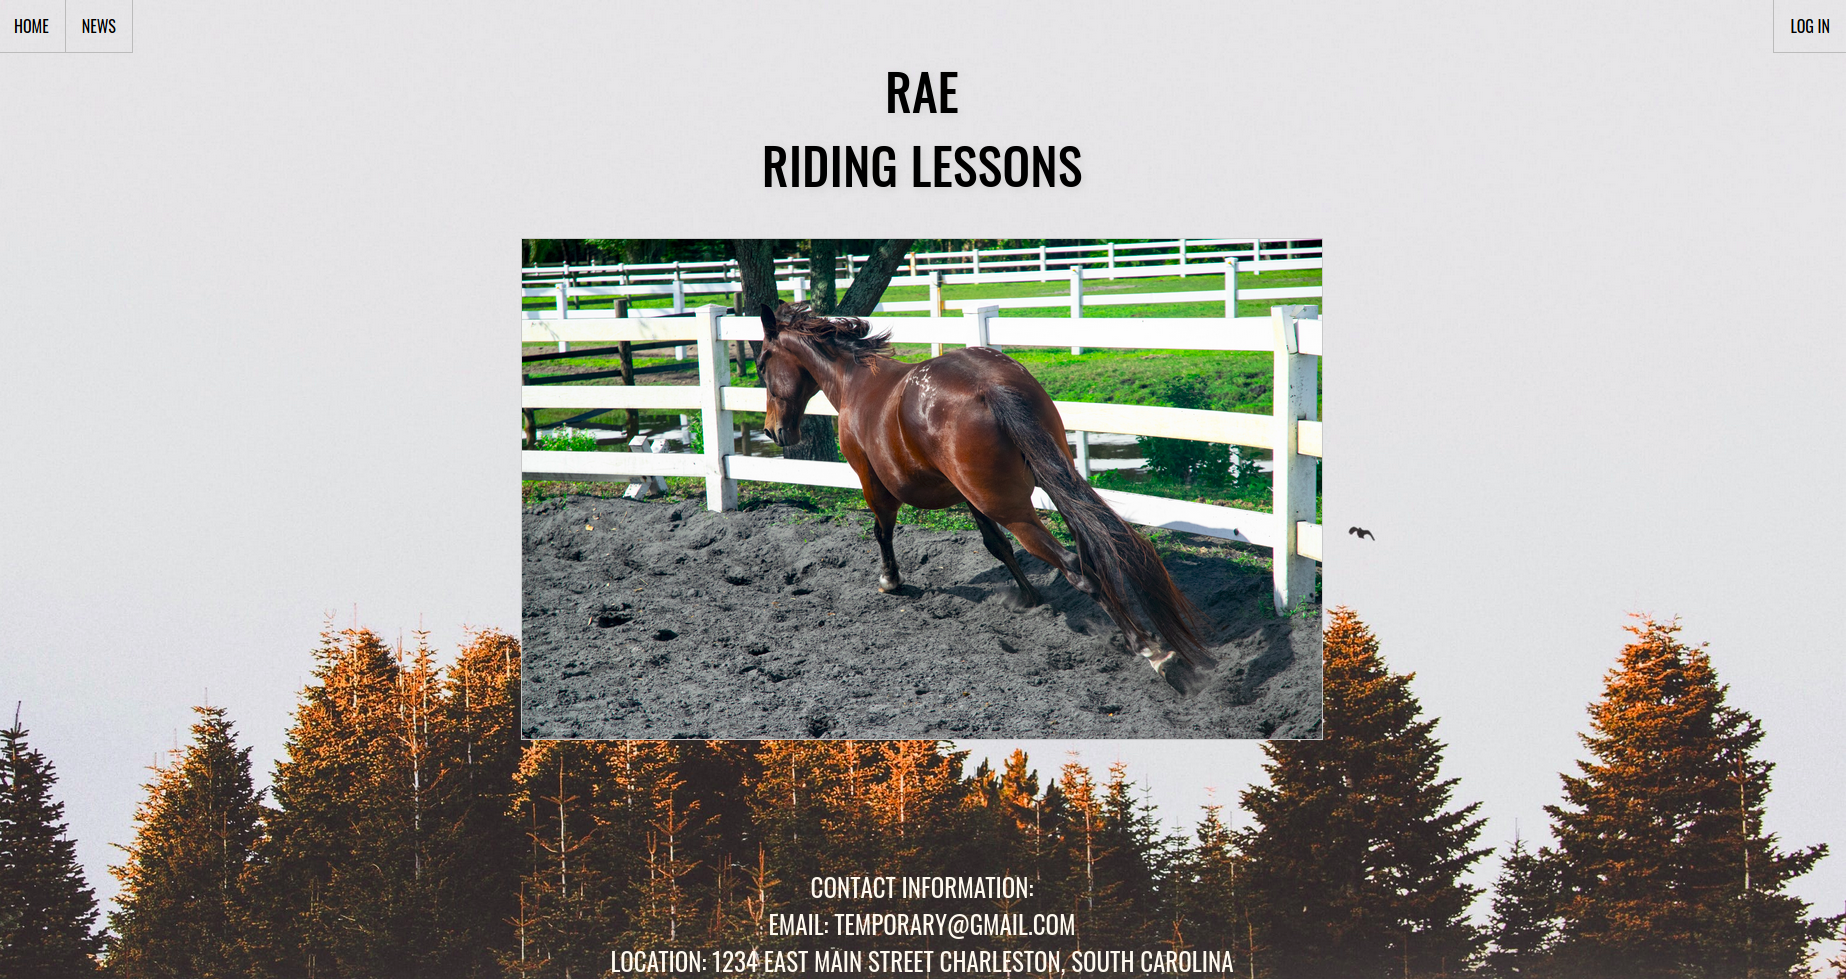 HOME
NEWS
LOG IN
RAE
RIDING LESSONS
CONTACT INFORMATION:
EMAIL: TEMPORARY@GMAIL.COM
LOCATION: 1234 EAST MAIN STREET CHARLESTON, SOUTH CAROLINA